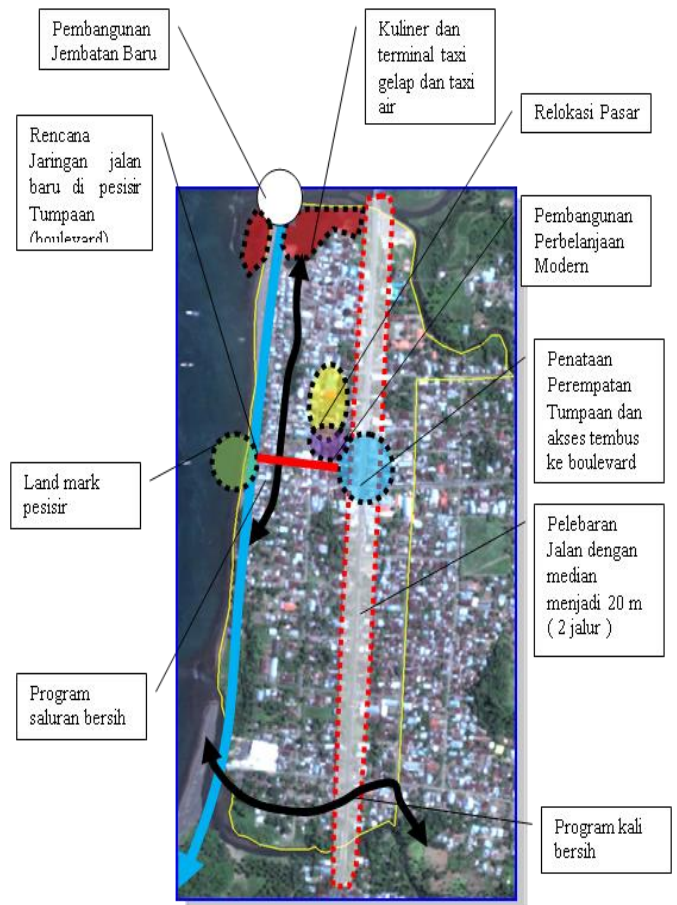 Pembangunan
Jembatan Baru
Kuliner dan
terminal taxi
gelap dan taxi
air
Relokasi Pasar
Rencana
Jaringan jalan
baru di pesisir
Tumpaan
(boulevard)
Pembangunan
Perbelanjaan
Modern
Penataan
Perempatan
Tumpaan dan
akses tembus
ke boulevard
Land mark
pesisir
Pelebaran
Jalan dengan
median
menjadi 20 m
( 2 jalur )
Program
saluran bersih
Program kali
bersih